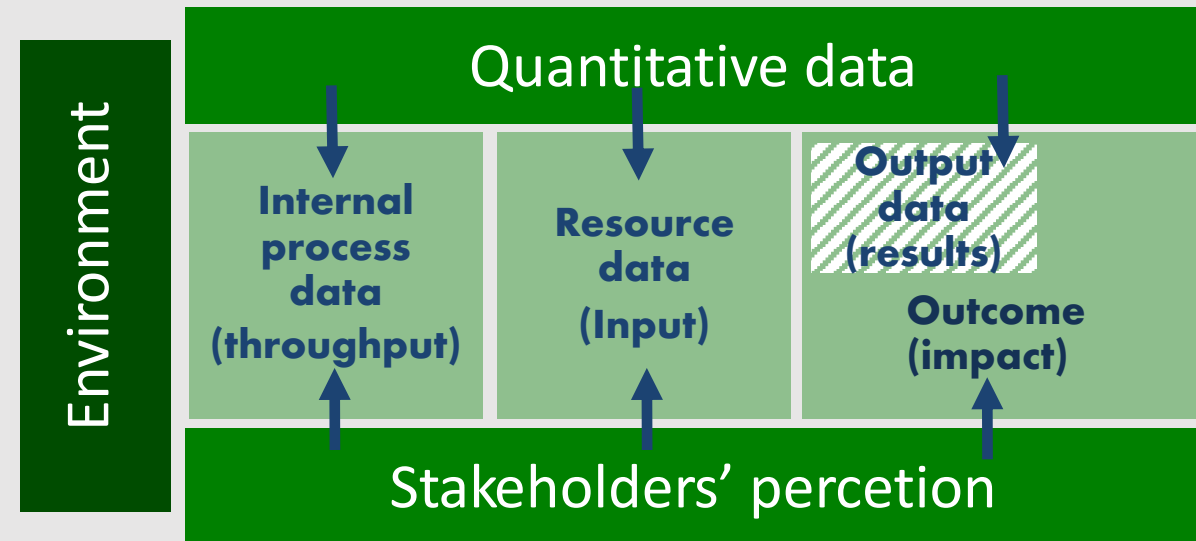 Environment
Quantitative data
Internal
process
data
(throughput)
Resource
data
(Input)
Output
data
(results)
Outcome
(impact)
Stakeholders’ percetion